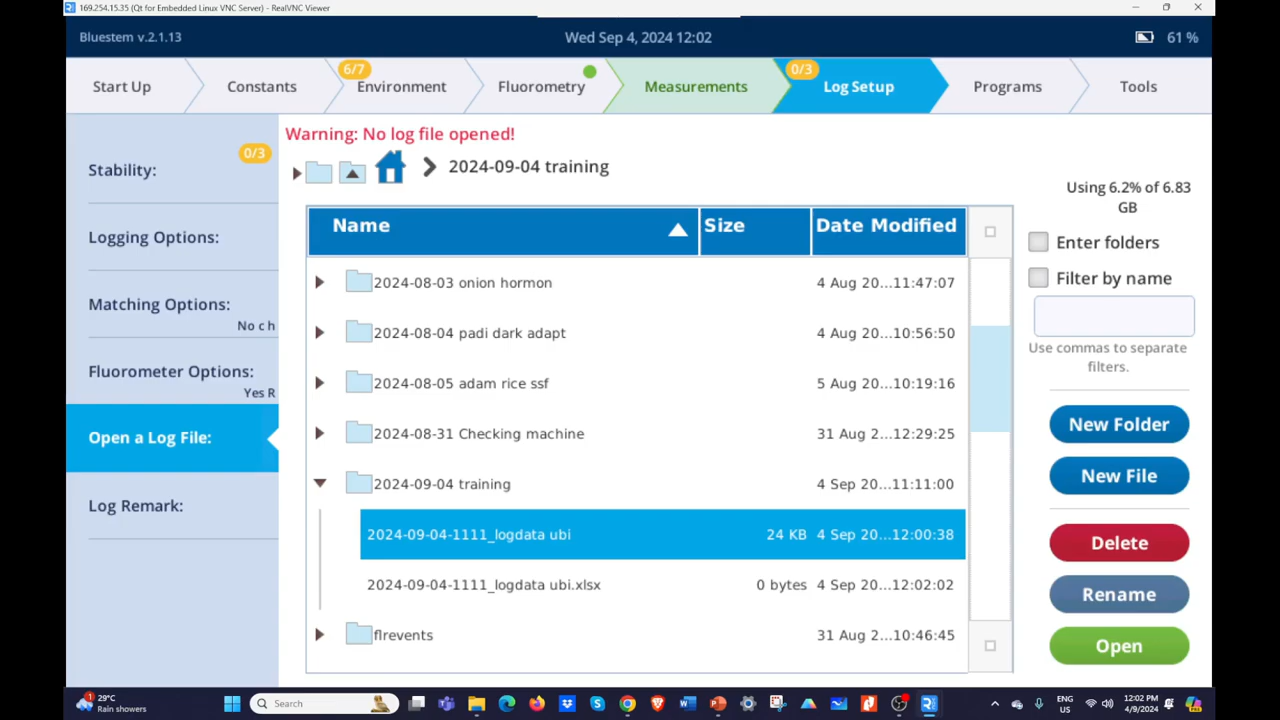 169.254.15.35 (Qt for Embedded Linux VNC Server) - RealVNC Viewer
Bluestem v.2.1.13
Wed Sep 4, 2024 12:02
61 %
Start Up
Constants
6/7
Environment
Fluorometry
Measurements
0/3
Log Setup
Programs
Tools
Stability:
0/3
Logging Options:
Matching Options:
No c h
Fluorometer Options:
Yes R
Open a Log File:
Log Remark:
Warning: No log file opened!
2024-09-04 training
Name Size Date Modified
2024-08-03 onion hormon 4 Aug 20...11:47:07
2024-08-04 padi dark adapt 4 Aug 20...10:56:50
2024-08-05 adam rice ssf 5 Aug 20...10:19:16
2024-08-31 Checking machine 31 Aug 2...12:29:25
2024-09-04 training 4 Sep 20...11:11:00
2024-09-04-1111_logdata ubi 24 KB 4 Sep 20...12:00:38
2024-09-04-1111_logdata ubi.xlsx 0 bytes 4 Sep 20...12:02:02
flrevents 31 Aug 2...10:46:45
Using 6.2% of 6.83
GB
Enter folders
Filter by name
Use commas to separate
filters.
New Folder
New File
Delete
Rename
Open
1
29°C
Rain showers
Search
ENG
US
12:02 PM
4/9/2024